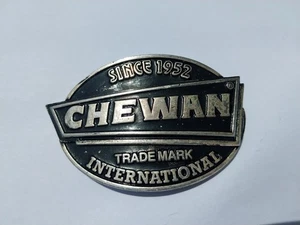 SINCE 1952
CHEWAN
TRADE MARK
INTERNATIONAL